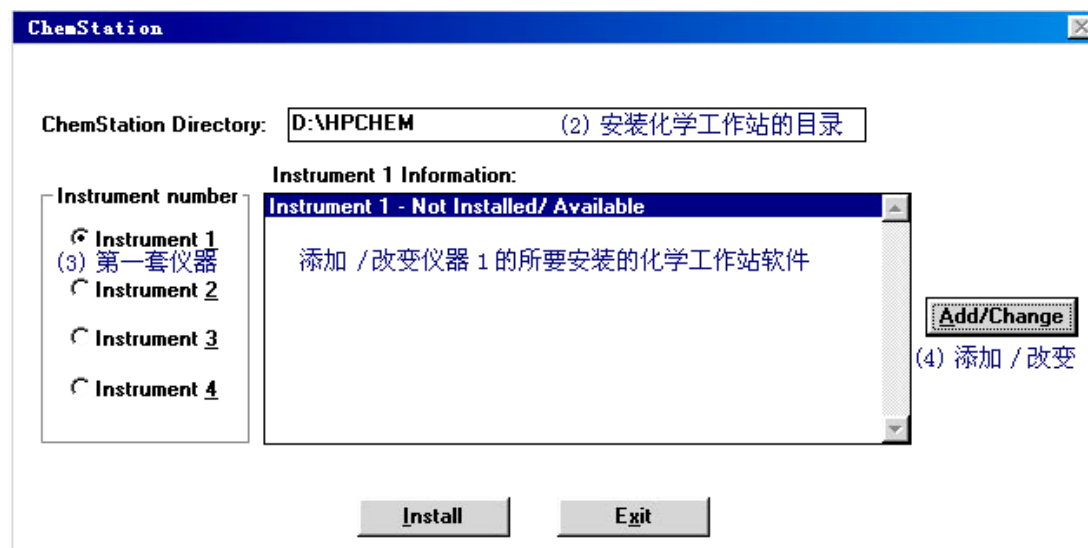 ChemStation
ChemStation Directory: D:\HPCHEM (2) 安装化学工作站的目录
Instrument 1 Information:
Instrument number
Instrument 1 - Not Installed/ Available
Instrument 1
(3) 第一套仪器
添加 /改变仪器 1 的所要安装的化学工作站软件
Instrument 2
Add/Change
Instrument 3
(4) 添加 /改变
Instrument 4
Install Exit